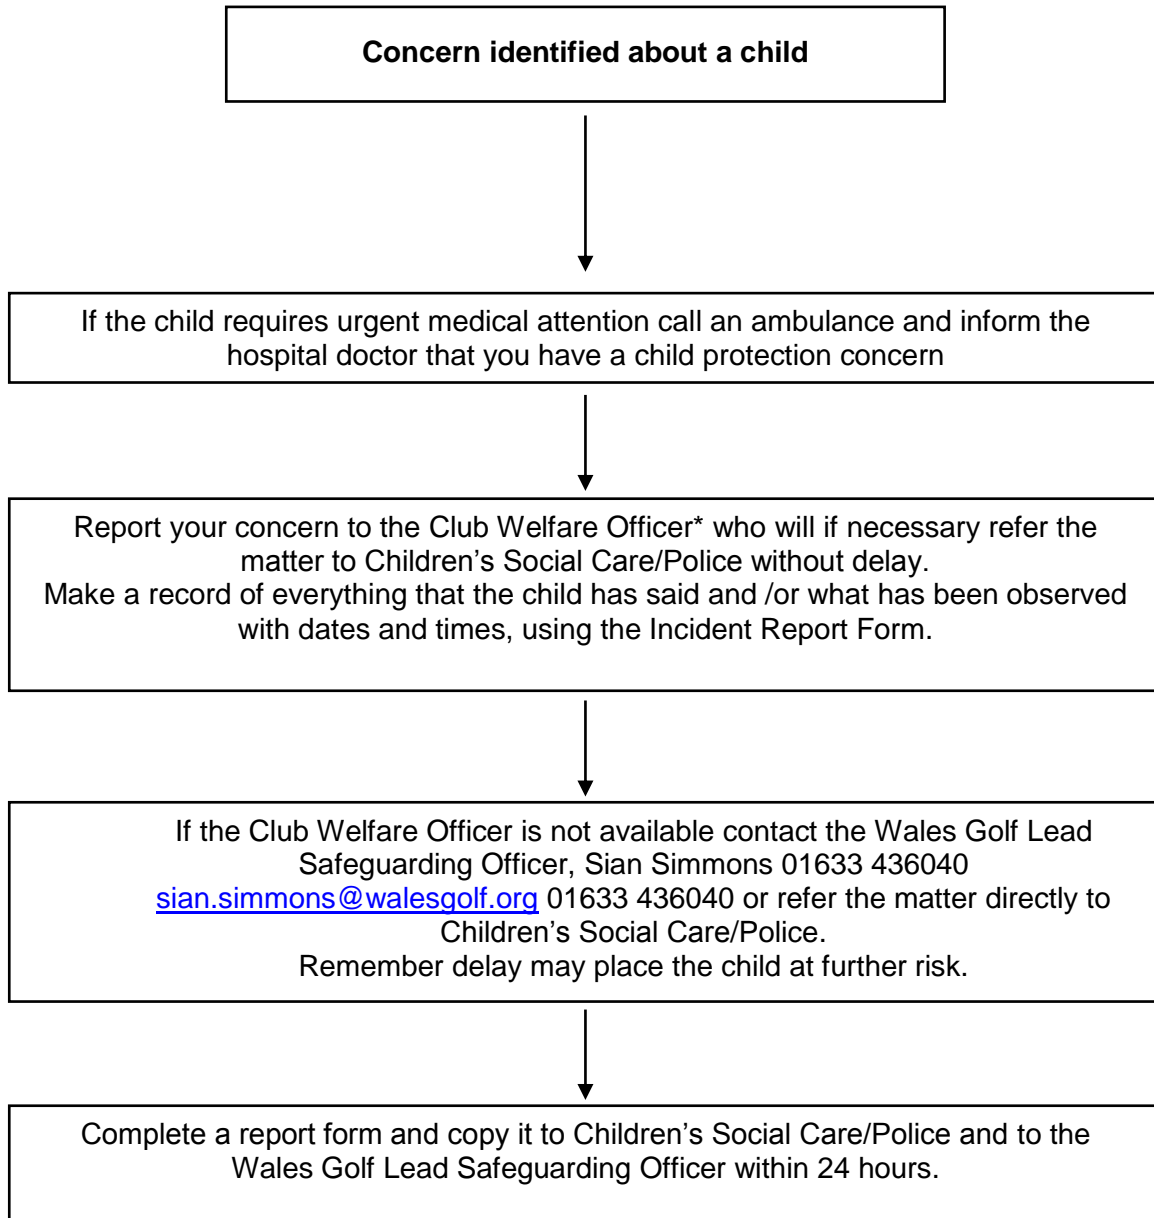 Concern identified about a child
If the child requires urgent medical attention call an ambulance and inform the
hospital doctor that you have a child protection concern
Report your concern to the Club Welfare Officer* who will if necessary refer the
matter to Children’s Social Care/Police without delay.
Make a record of everything that the child has said and /or what has been observed
with dates and times, using the Incident Report Form.
If the Club Welfare Officer is not available contact the Wales Golf Lead
Safeguarding Officer, Sian Simmons 01633 436040
sian.simmons@walesgolf.org 01633 436040 or refer the matter directly to
Children’s Social Care/Police.
Remember delay may place the child at further risk.
Complete a report form and copy it to Children’s Social Care/Police and to the
Wales Golf Lead Safeguarding Officer within 24 hours.